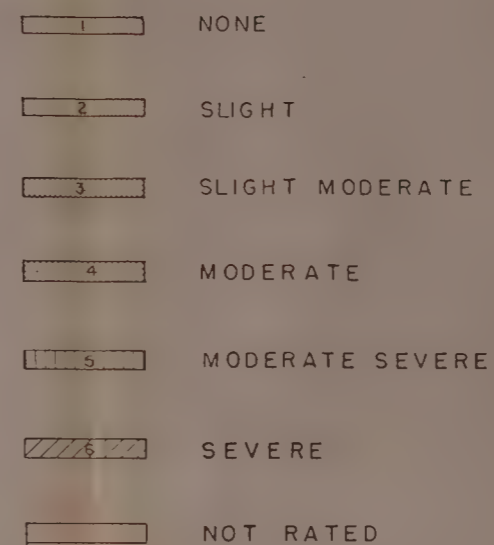 1 NONE
2 SLIGHT
3 SLIGHT MODERATE
4 MODERATE
5 MODERATE SEVERE
6 SEVERE
NOT RATED